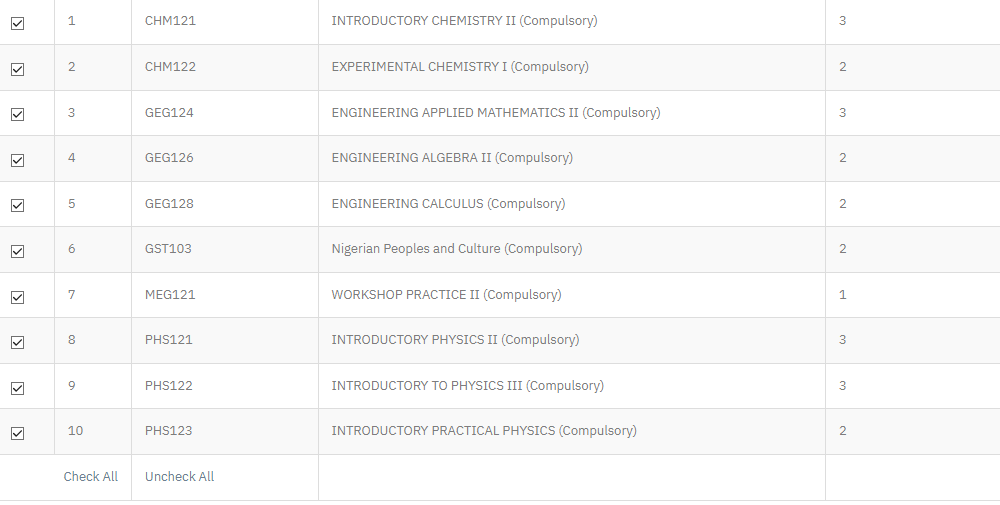 1 CHM121 INTRODUCTORY CHEMISTRY II (Compulsory) 3
2 CHM122 EXPERIMENTAL CHEMISTRY I (Compulsory) 2
3 GEG124 ENGINEERING APPLIED MATHEMATICS II (Compulsory) 3
4 GEG126 ENGINEERING ALGEBRA II (Compulsory) 2
5 GEG128 ENGINEERING CALCULUS (Compulsory) 2
6 GST103 Nigerian Peoples and Culture (Compulsory) 2
7 MEG121 WORKSHOP PRACTICE II (Compulsory) 1
8 PHS121 INTRODUCTORY PHYSICS II (Compulsory) 3
9 PHS122 INTRODUCTORY TO PHYSICS III (Compulsory) 3
10 PHS123 INTRODUCTORY PRACTICAL PHYSICS (Compulsory) 2
Check All Uncheck All